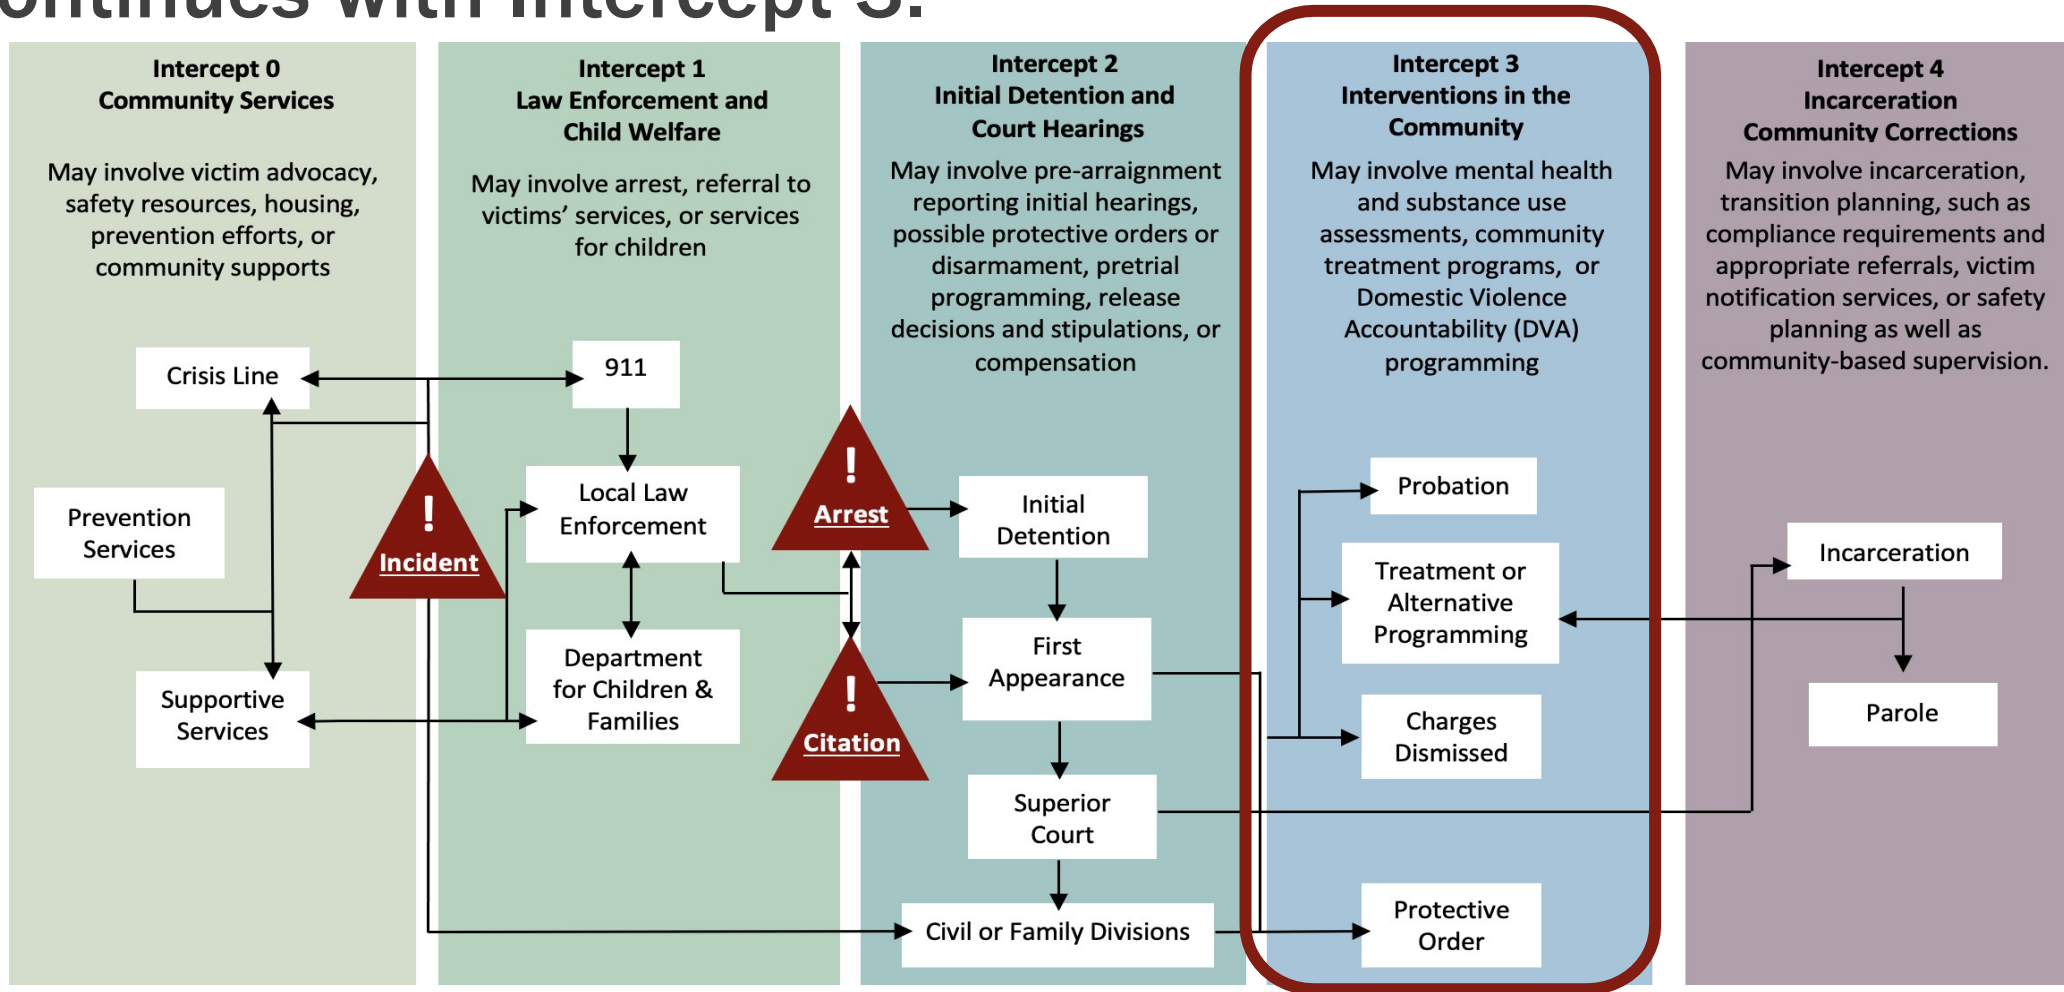 continues with Intercept 3.
Intercept 0
Community Services
May involve victim advocacy,
safety resources, housing,
prevention efforts, or
community supports
Crisis Line
Prevention
Services
Supportive
Services
Incident
!
Intercept 1
Law Enforcement and
Child Welfare
May involve arrest, referral to
victims’ services, or services
for children
911
Local Law
Enforcement
Department
for Children &
Families
!
Arrest
!
Citation
Intercept 2
Initial Detention and
Court Hearings
May involve pre-arraignment
reporting initial hearings,
possible protective orders or
disarmament, pretrial
programming, release
decisions and stipulations, or
compensation
Initial
Detention
First
Appearance
Superior
Court
Civil or Family Divisions
Intercept 3
Interventions in the
Community
May involve mental health
and substance use
assessments, community
treatment programs, or
Domestic Violence
Accountability (DVA)
programming
Probation
Treatment or
Alternative
Programming
Charges
Dismissed
Protective
Order
Intercept 4
Incarceration
Community Corrections
May involve incarceration,
transition planning, such as
compliance requirements and
appropriate referrals, victim
notification services, or safety
planning as well as
community-based supervision.
Incarceration
Parole